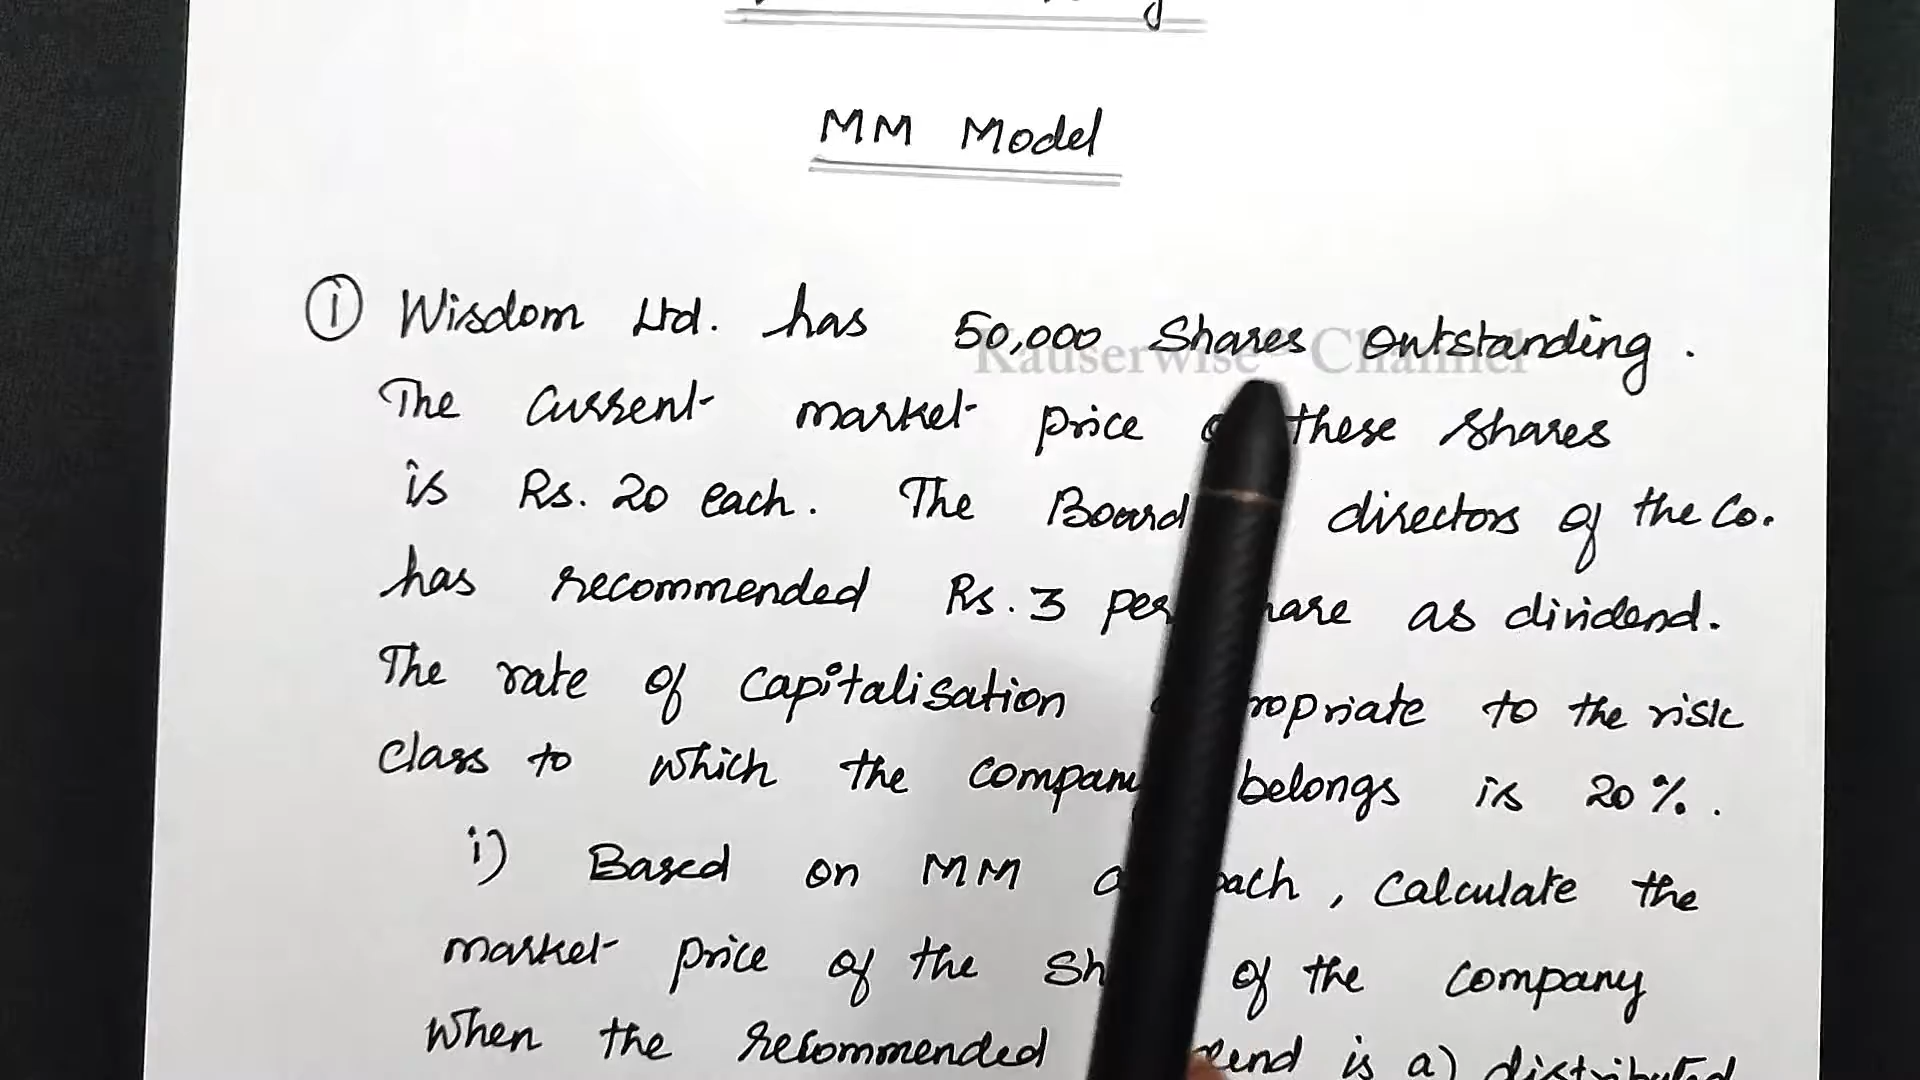 MM Model
① Wisdom Ltd. has 50,000 Shares outstanding.
Kauserwise® Channel
The Current market price these shares
is Rs. 20 each. The Board directors of the Co.
has recommended Rs. 3 per as dividend.
The rate of Capitalisation to the risk
Class to which the company belongs is 20%.
i) Based on MM , Calculate the
market price of the of the company
When the recommended is a) distributed